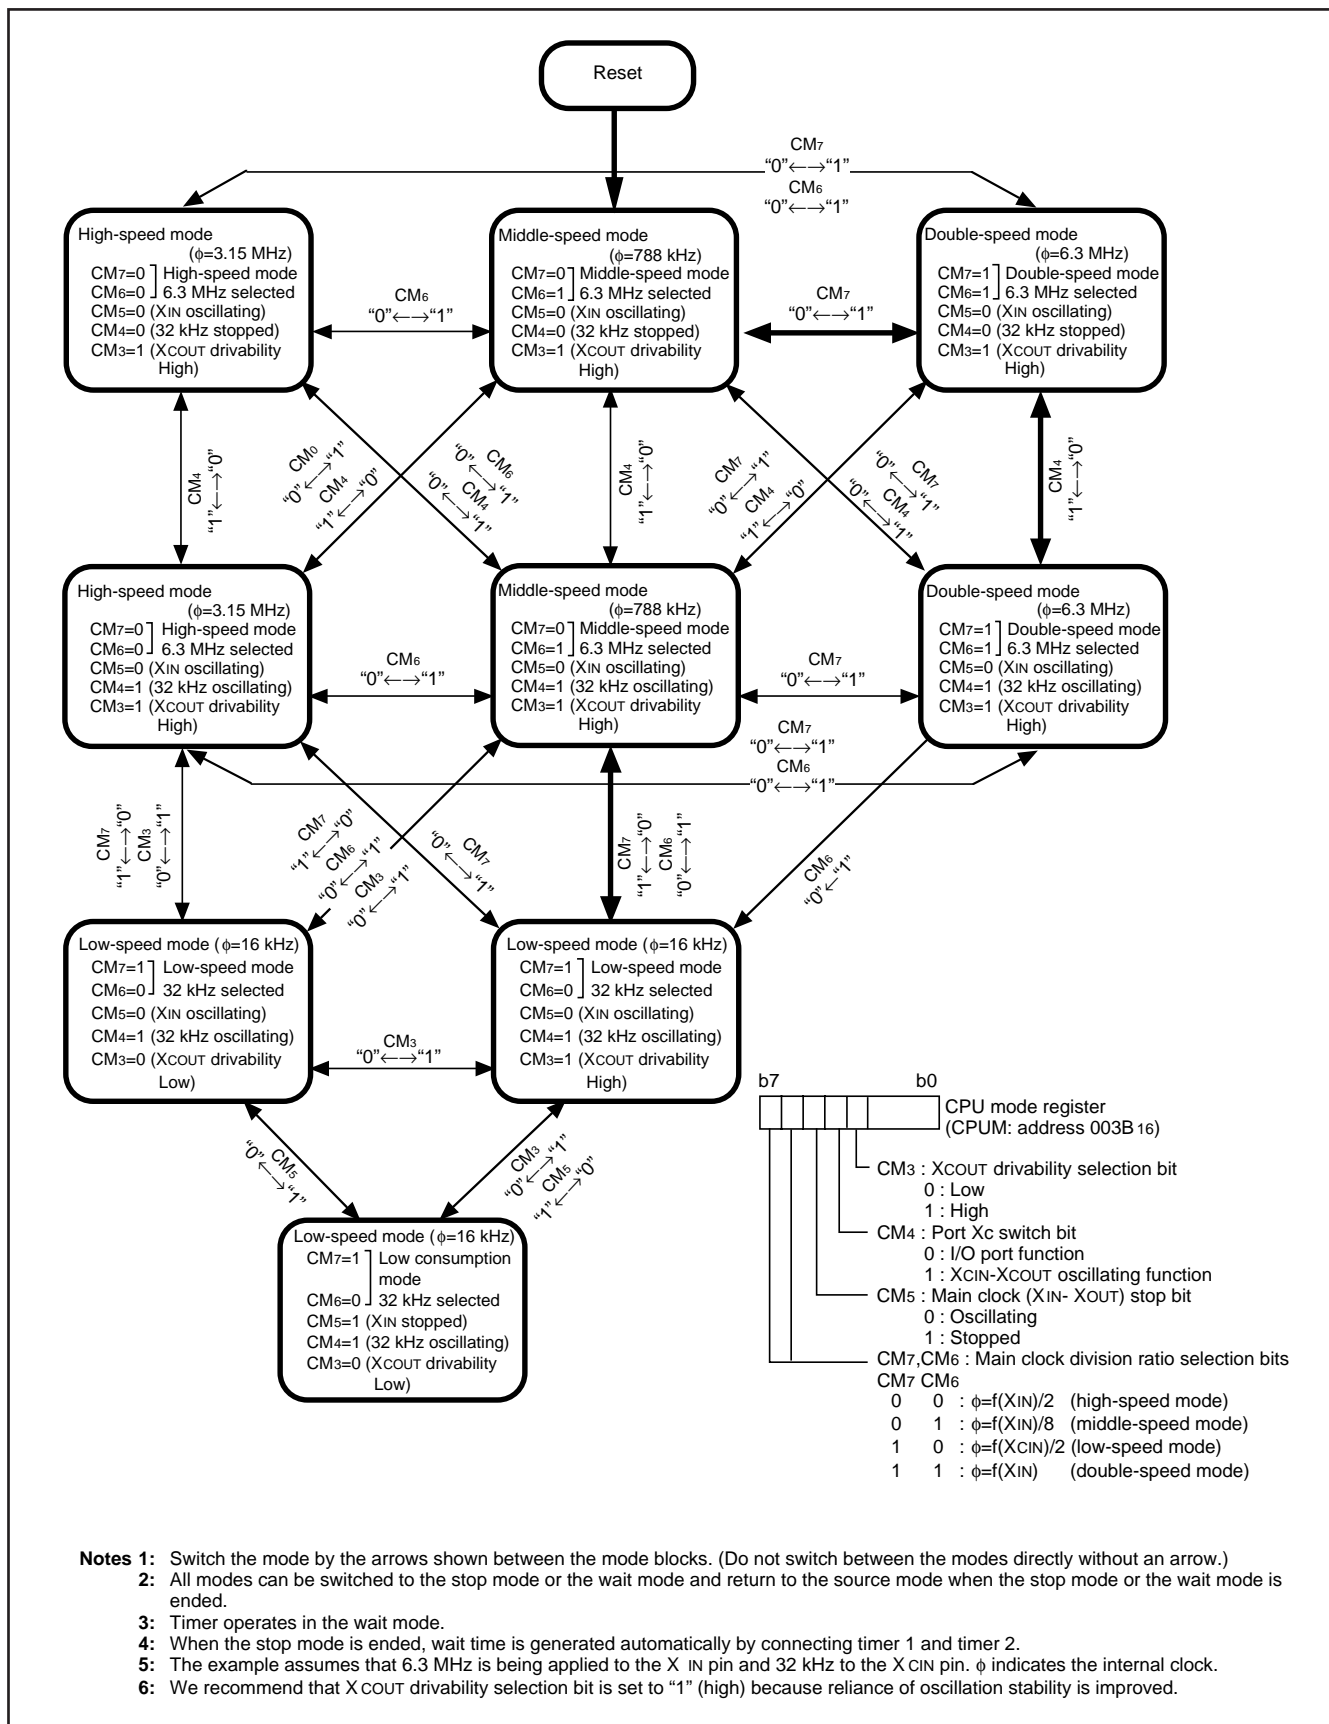 Reset
CM7
“0”←→“1”
CM6
“0”←→“1”
High-speed mode
(ϕ=3.15 MHz)
CM7=0 High-speed mode
CM6=0 6.3 MHz selected
CM5=0 (XIN oscillating)
CM4=0 (32 kHz stopped)
CM3=1 (XCOUT drivability
High)
CM6
“0”←→“1”
Middle-speed mode
(ϕ=788 kHz)
CM7=0 Middle-speed mode
CM6=1 6.3 MHz selected
CM5=0 (XIN oscillating)
CM4=0 (32 kHz stopped)
CM3=1 (XCOUT drivability
High)
CM7
“0”←→“1”
Double-speed mode
(ϕ=6.3 MHz)
CM7=1 Double-speed mode
CM6=1 6.3 MHz selected
CM5=0 (XIN oscillating)
CM4=0 (32 kHz stopped)
CM3=1 (XCOUT drivability
High)
CM4
“1”←→“0”
CM0
“0”←→“1”
CM4
“1”←→“0”
CM6
“0”←→“1”
CM4
“0”←→“1”
CM4
“1”←→“0”
CM7
“0”←→“1”
CM4
“1”←→“0”
CM7
“0”←→“1”
CM4
“0”←→“1”
CM4
“1”←→“0”
High-speed mode
(ϕ=3.15 MHz)
CM7=0 High-speed mode
CM6=0 6.3 MHz selected
CM5=0 (XIN oscillating)
CM4=1 (32 kHz oscillating)
CM3=1 (XCOUT drivability
High)
CM6
“0”←→“1”
Middle-speed mode
(ϕ=788 kHz)
CM7=0 Middle-speed mode
CM6=1 6.3 MHz selected
CM5=0 (XIN oscillating)
CM4=1 (32 kHz oscillating)
CM3=1 (XCOUT drivability
High)
CM7
“0”←→“1”
Double-speed mode
(ϕ=6.3 MHz)
CM7=1 Double-speed mode
CM6=1 6.3 MHz selected
CM5=0 (XIN oscillating)
CM4=1 (32 kHz oscillating)
CM3=1 (XCOUT drivability
High)
CM7
“0”←→“1”
CM6
“0”←→“1”
CM7
“1”←→“0”
CM3
“0”←→“1”
CM7
“1”←→“0”
CM6
“0”←→“1”
CM3
“0”←→“1”
CM7
“0”←→“1”
CM7
“1”←→“0”
CM6
“0”←→“1”
CM6
“0”←“1”
Low-speed mode (ϕ=16 kHz)
CM7=1 Low-speed mode
CM6=0 32 kHz selected
CM5=0 (XIN oscillating)
CM4=1 (32 kHz oscillating)
CM3=0 (XCOUT drivability
Low)
CM3
“0”←→“1”
Low-speed mode (ϕ=16 kHz)
CM7=1 Low-speed mode
CM6=0 32 kHz selected
CM5=0 (XIN oscillating)
CM4=1 (32 kHz oscillating)
CM3=1 (XCOUT drivability
High)
CM5
“0”←→“1”
CM3
“0”←→“1”
CM5
“1”←→“0”
Low-speed mode (ϕ=16 kHz)
CM7=1 Low consumption
mode
CM6=0 32 kHz selected
CM5=1 (XIN stopped)
CM4=1 (32 kHz oscillating)
CM3=0 (XCOUT drivability
Low)
b7 b0
CPU mode register
(CPUM: address 003B16)
CM3 : XCOUT drivability selection bit
0 : Low
1 : High
CM4 : Port Xc switch bit
0 : I/O port function
1 : XCIN-XCOUT oscillating function
CM5 : Main clock (XIN- XOUT) stop bit
0 : Oscillating
1 : Stopped
CM7,CM6 : Main clock division ratio selection bits
CM7 CM6
0 0 : ϕ=f(XIN)/2 (high-speed mode)
0 1 : ϕ=f(XIN)/8 (middle-speed mode)
1 0 : ϕ=f(XCIN)/2 (low-speed mode)
1 1 : ϕ=f(XIN) (double-speed mode)
Notes 1: Switch the mode by the arrows shown between the mode blocks. (Do not switch between the modes directly without an arrow.)
2: All modes can be switched to the stop mode or the wait mode and return to the source mode when the stop mode or the wait mode is
ended.
3: Timer operates in the wait mode.
4: When the stop mode is ended, wait time is generated automatically by connecting timer 1 and timer 2.
5: The example assumes that 6.3 MHz is being applied to the X IN pin and 32 kHz to the X CIN pin. ϕ indicates the internal clock.
6: We recommend that X COUT drivability selection bit is set to “1” (high) because reliance of oscillation stability is improved.